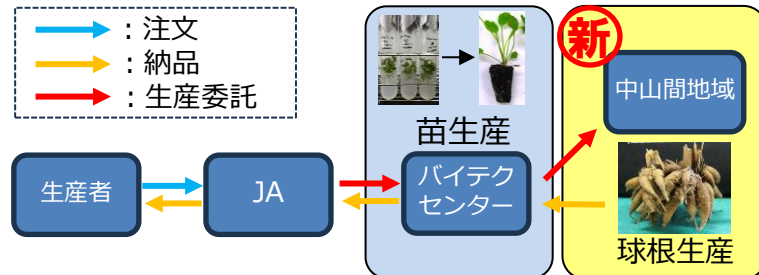 ：注文
：納品
：生産委託
新
中山間地域
苗生産
生産者
JA
バイテク
センター
球根生産